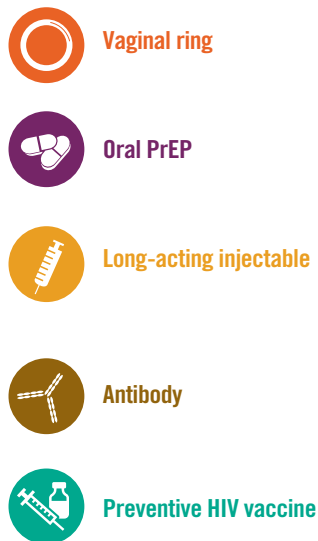 Vaginal ring
Oral PrEP
Long-acting injectable
Antibody
Preventive HIV vaccine